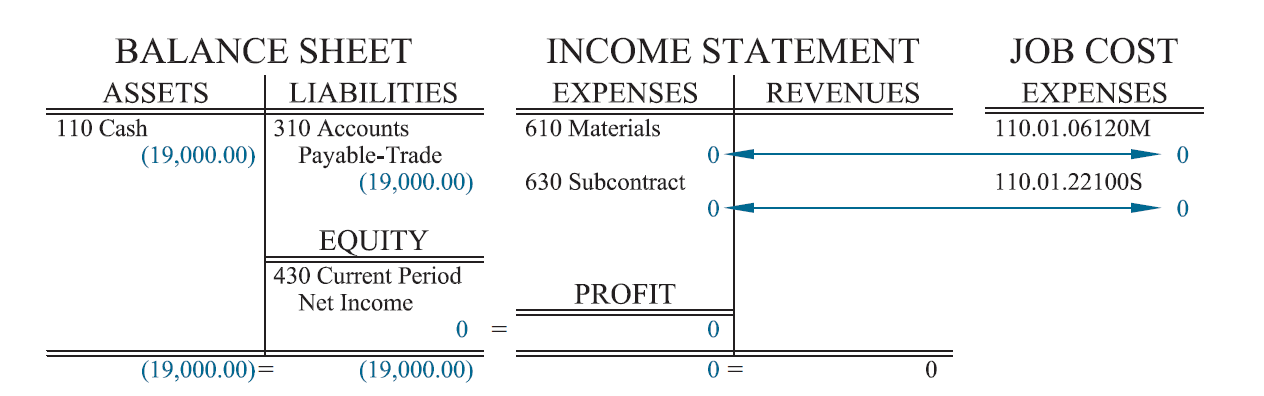 BALANCE SHEET
INCOME STATEMENT
JOB COST
ASSETS
LIABILITIES
EXPENSES
REVENUES
EXPENSES
110 Cash
310 Accounts
610 Materials
110.01.06120M
(19,000.00)
Payable-Trade
0
0
(19,000.00)
630 Subcontract
110.01.22100S
0
0
EQUITY
430 Current Period
Net Income
PROFIT
0 = 0
(19,000.00) = (19,000.00)
0 = 0